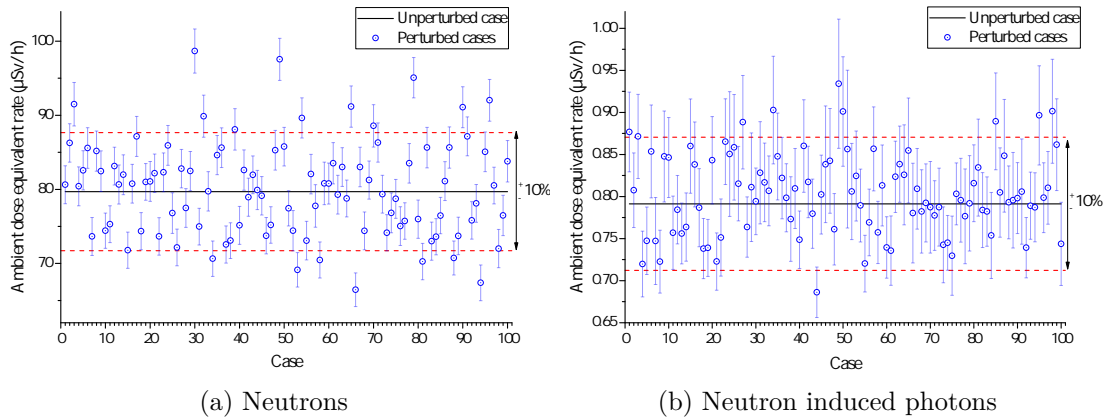 Unperturbed case
Perturbed cases
Ambient dose equivalent rate (μSv/h)
100
90
80
70
+
-
10%
0 10 20 30 40 50 60 70 80 90 100
Case
(a) Neutrons
Unperturbed case
Perturbed cases
Ambient dose equivalent rate (μSv/h)
1.00
0.95
0.90
0.85
0.80
0.75
0.70
0.65
+
-
10%
0 10 20 30 40 50 60 70 80 90 100
Case
(b) Neutron induced photons